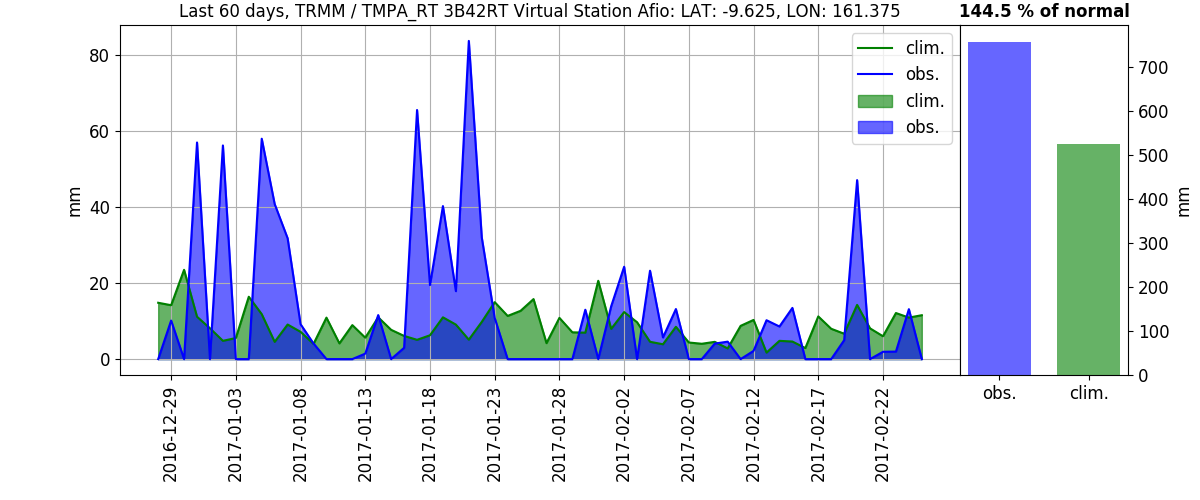 Last 60 days, TRMM / TMPA_RT 3B42RT Virtual Station Afio: LAT: -9.625, LON: 161.375
144.5 % of normal
clim.
obs.
clim.
obs.
80
60
40
20
0
mm
2016-12-29
2017-01-03
2017-01-08
2017-01-13
2017-01-18
2017-01-23
2017-01-28
2017-02-02
2017-02-07
2017-02-12
2017-02-17
2017-02-22
700
600
500
400
300
200
100
0
mm
obs.
clim.